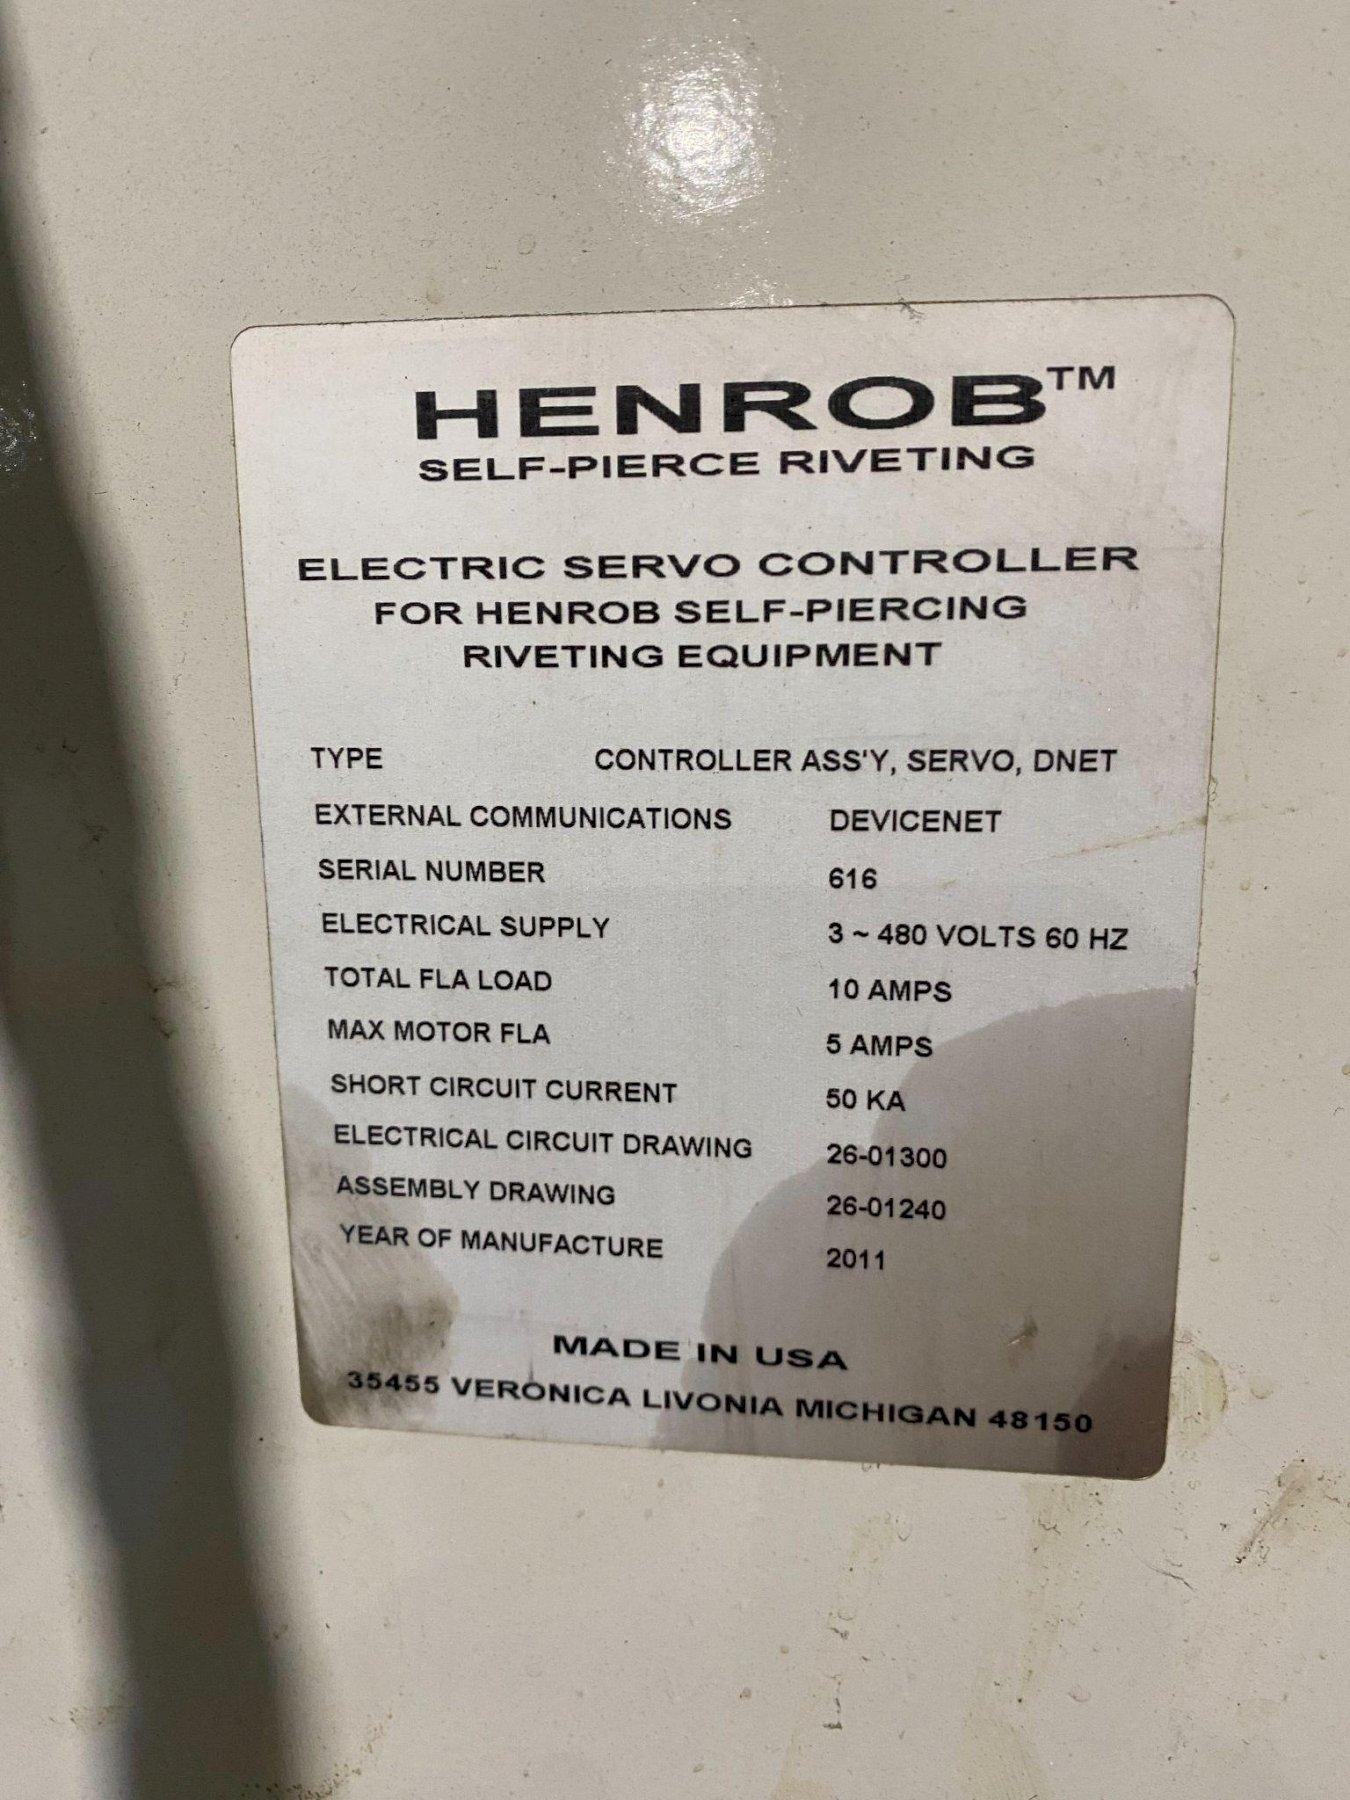 HENROB™
SELF-PIERCE RIVETING
ELECTRIC SERVO CONTROLLER
FOR HENROB SELF-PIERCING
RIVETING EQUIPMENT
TYPE CONTROLLER ASS'Y, SERVO, DNET
EXTERNAL COMMUNICATIONS DEVICENET
SERIAL NUMBER 616
ELECTRICAL SUPPLY 3 ~ 480 VOLTS 60 HZ
TOTAL FLA LOAD 10 AMPS
MAX MOTOR FLA 5 AMPS
SHORT CIRCUIT CURRENT 50 KA
ELECTRICAL CIRCUIT DRAWING 26-01300
ASSEMBLY DRAWING 26-01240
YEAR OF MANUFACTURE 2011
MADE IN USA
35455 VERONICA LIVONIA MICHIGAN 48150